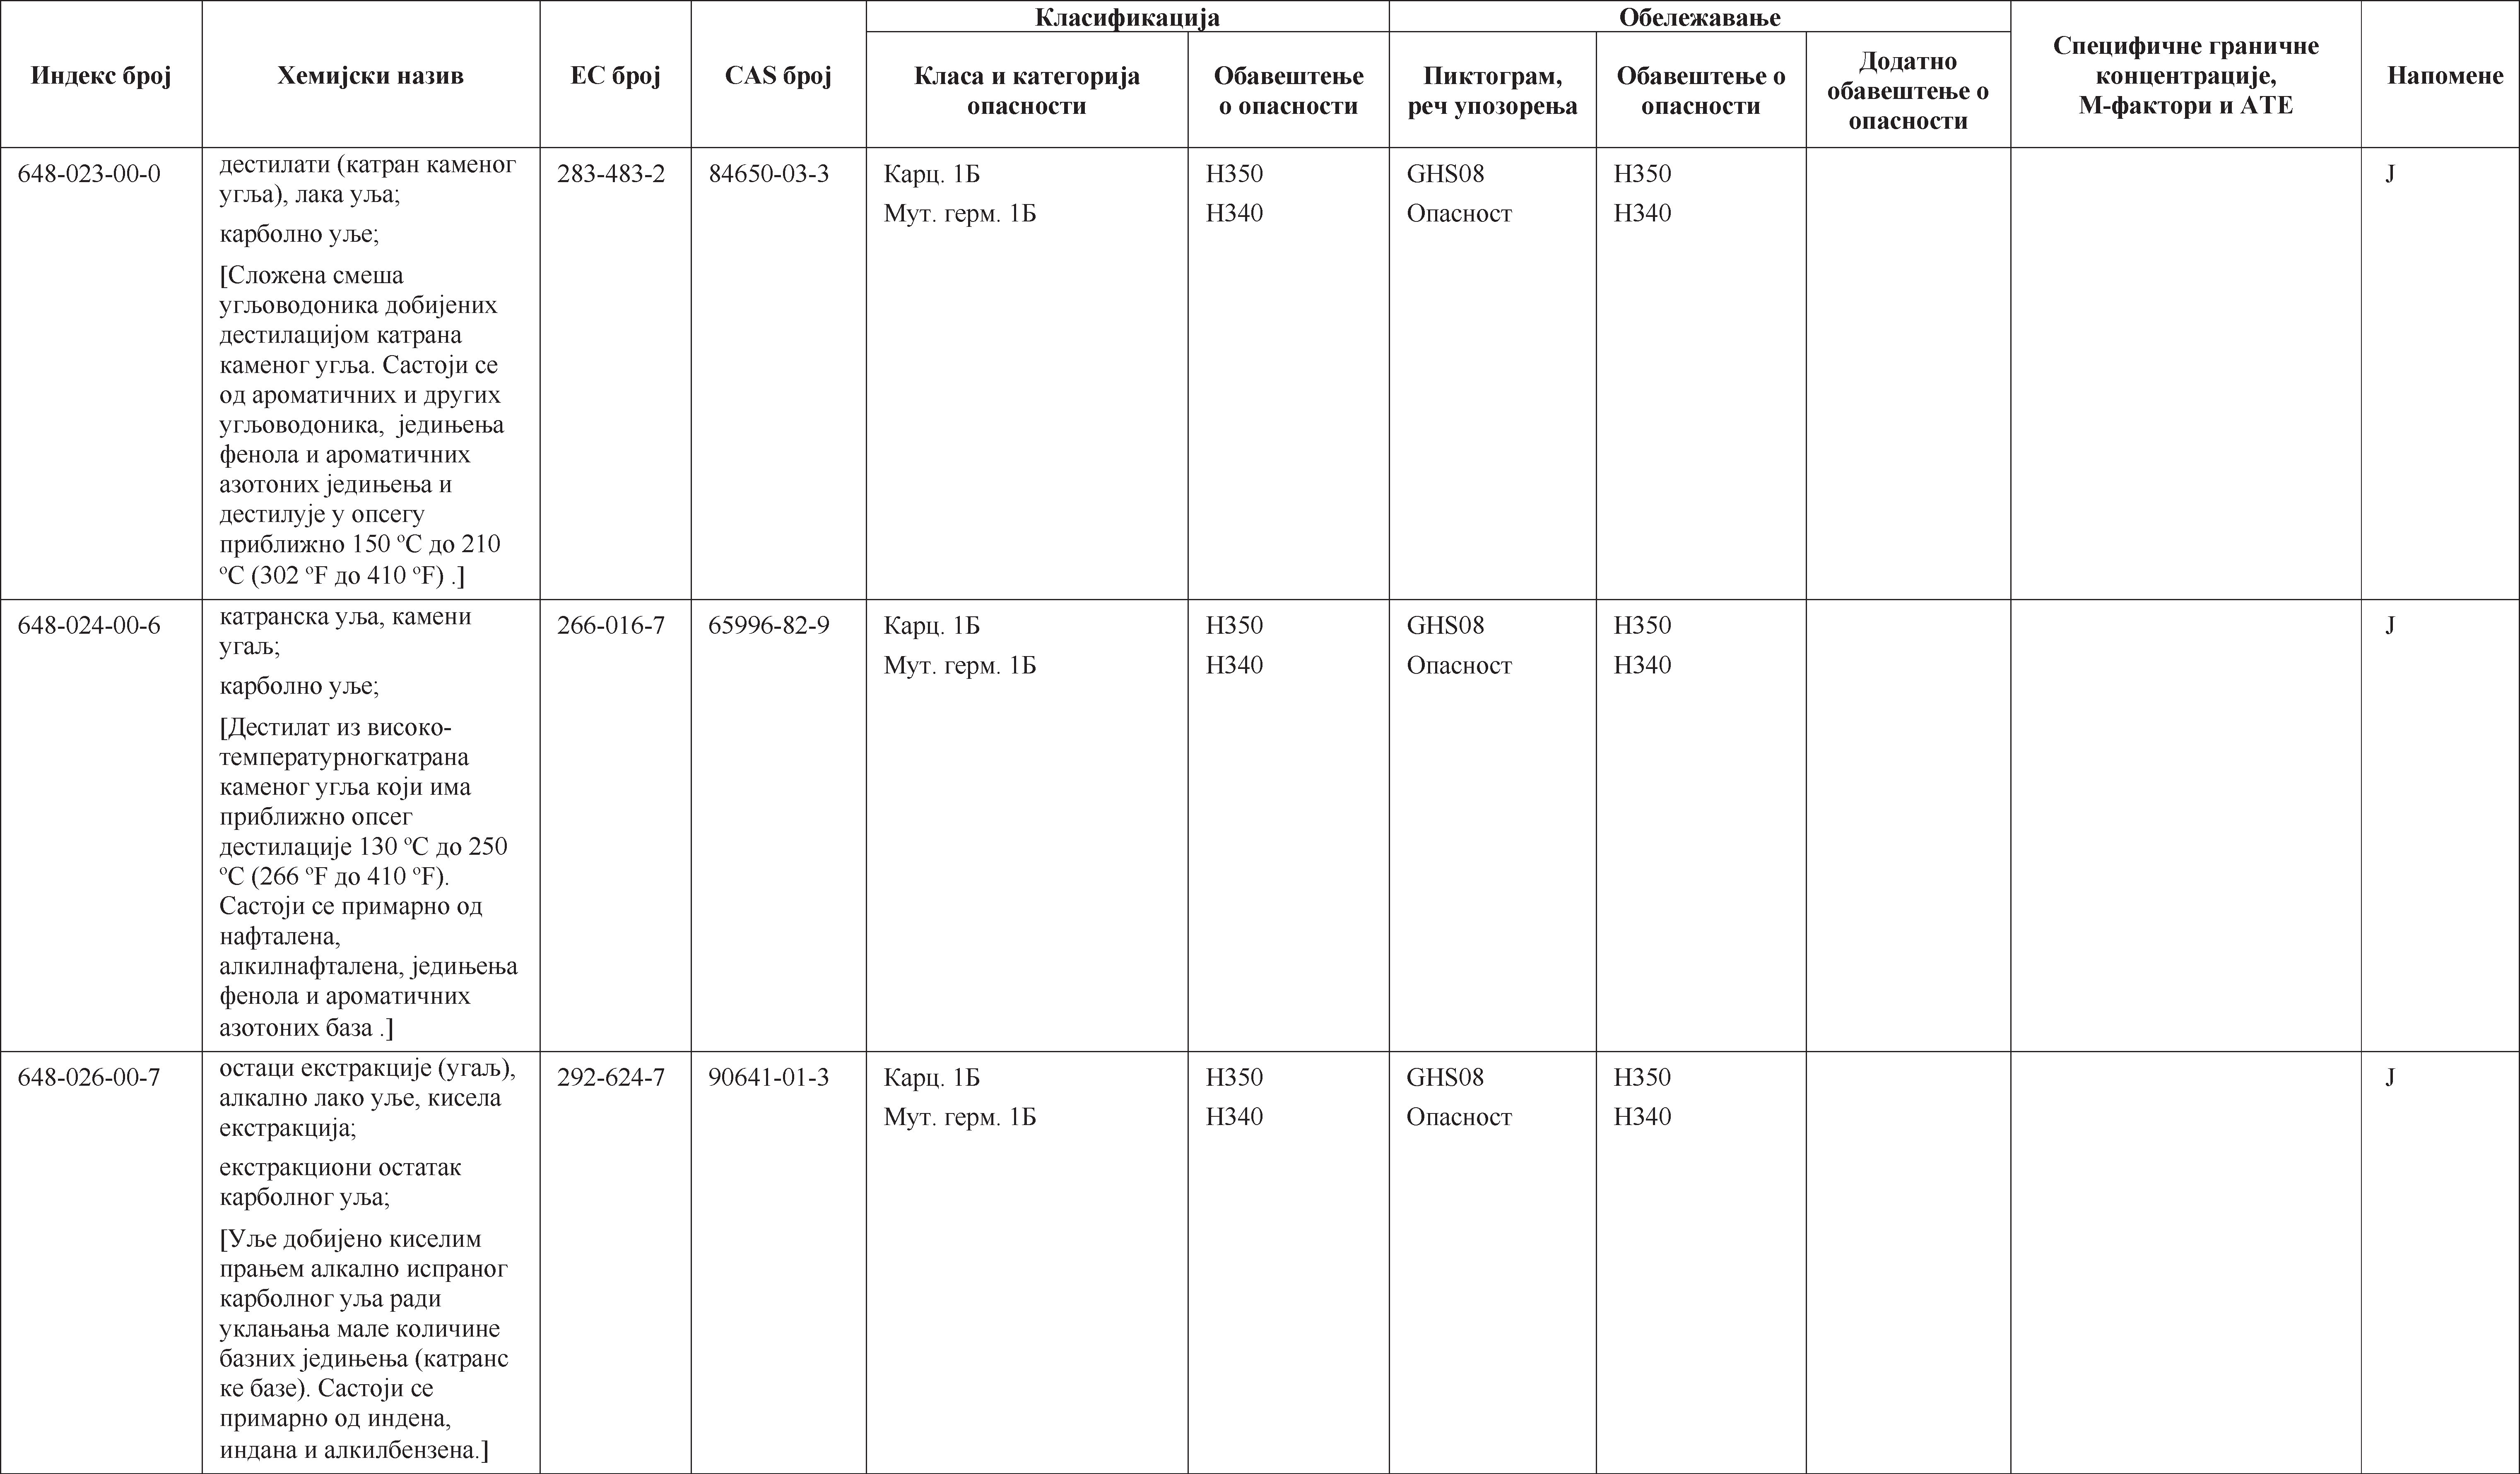 Индекс број
Хемијски назив
ЕС број
CAS број
Класификација
Класа и категорија
опасности
Обавештење
о опасности
Обележавање
Пиктограм,
реч упозорења
Обавештење о
опасности
Додатно
обавештење о
опасности
Специфичне граничне
концентрације,
М-фактори и АТЕ
Напомене
648-023-00-0
дестилати (катран каменог
угља), лака уља;
карболно уље;
[Сложена смеша
угљоводоника добијених
дестилацијом катрана
каменог угља. Састоји се
од ароматичних и других
угљоводоника,  једињења
фенола и ароматичних
азотоних једињења и
дестилује у опсегу
приближно 150 ºC до 210
ºC (302 ºF до 410 ºF) .]
283-483-2
84650-03-3
Карц. 1Б
Мут. герм. 1Б
H350
H340
GHS08
Опасност
H350
H340
Ј
648-024-00-6
катранска уља, камени
угаљ;
карболно уље;
[Дестилат из високо-
температурногкатрана
каменог угља који има
приближно опсег
дестилације 130 ºC до 250
ºC (266 ºF до 410 ºF).
Састоји се примарно од
нафталена,
алкилнафталена, једињења
фенола и ароматичних
азотоних база .]
266-016-7
65996-82-9
Карц. 1Б
Мут. герм. 1Б
H350
H340
GHS08
Опасност
H350
H340
Ј
648-026-00-7
остаци екстракције (угаљ),
алкално лако уље, кисела
екстракција;
екстракциони остатак
карболног уља;
[Уље добијено киселим
прањем алкално испраног
карболног уља ради
уклањања мале количине
базних једињења (катранс
ке базе). Састоји се
примарно од индена,
индана и алкилбензена.]
292-624-7
90641-01-3
Карц. 1Б
Мут. герм. 1Б
H350
H340
GHS08
Опасност
H350
H340
Ј